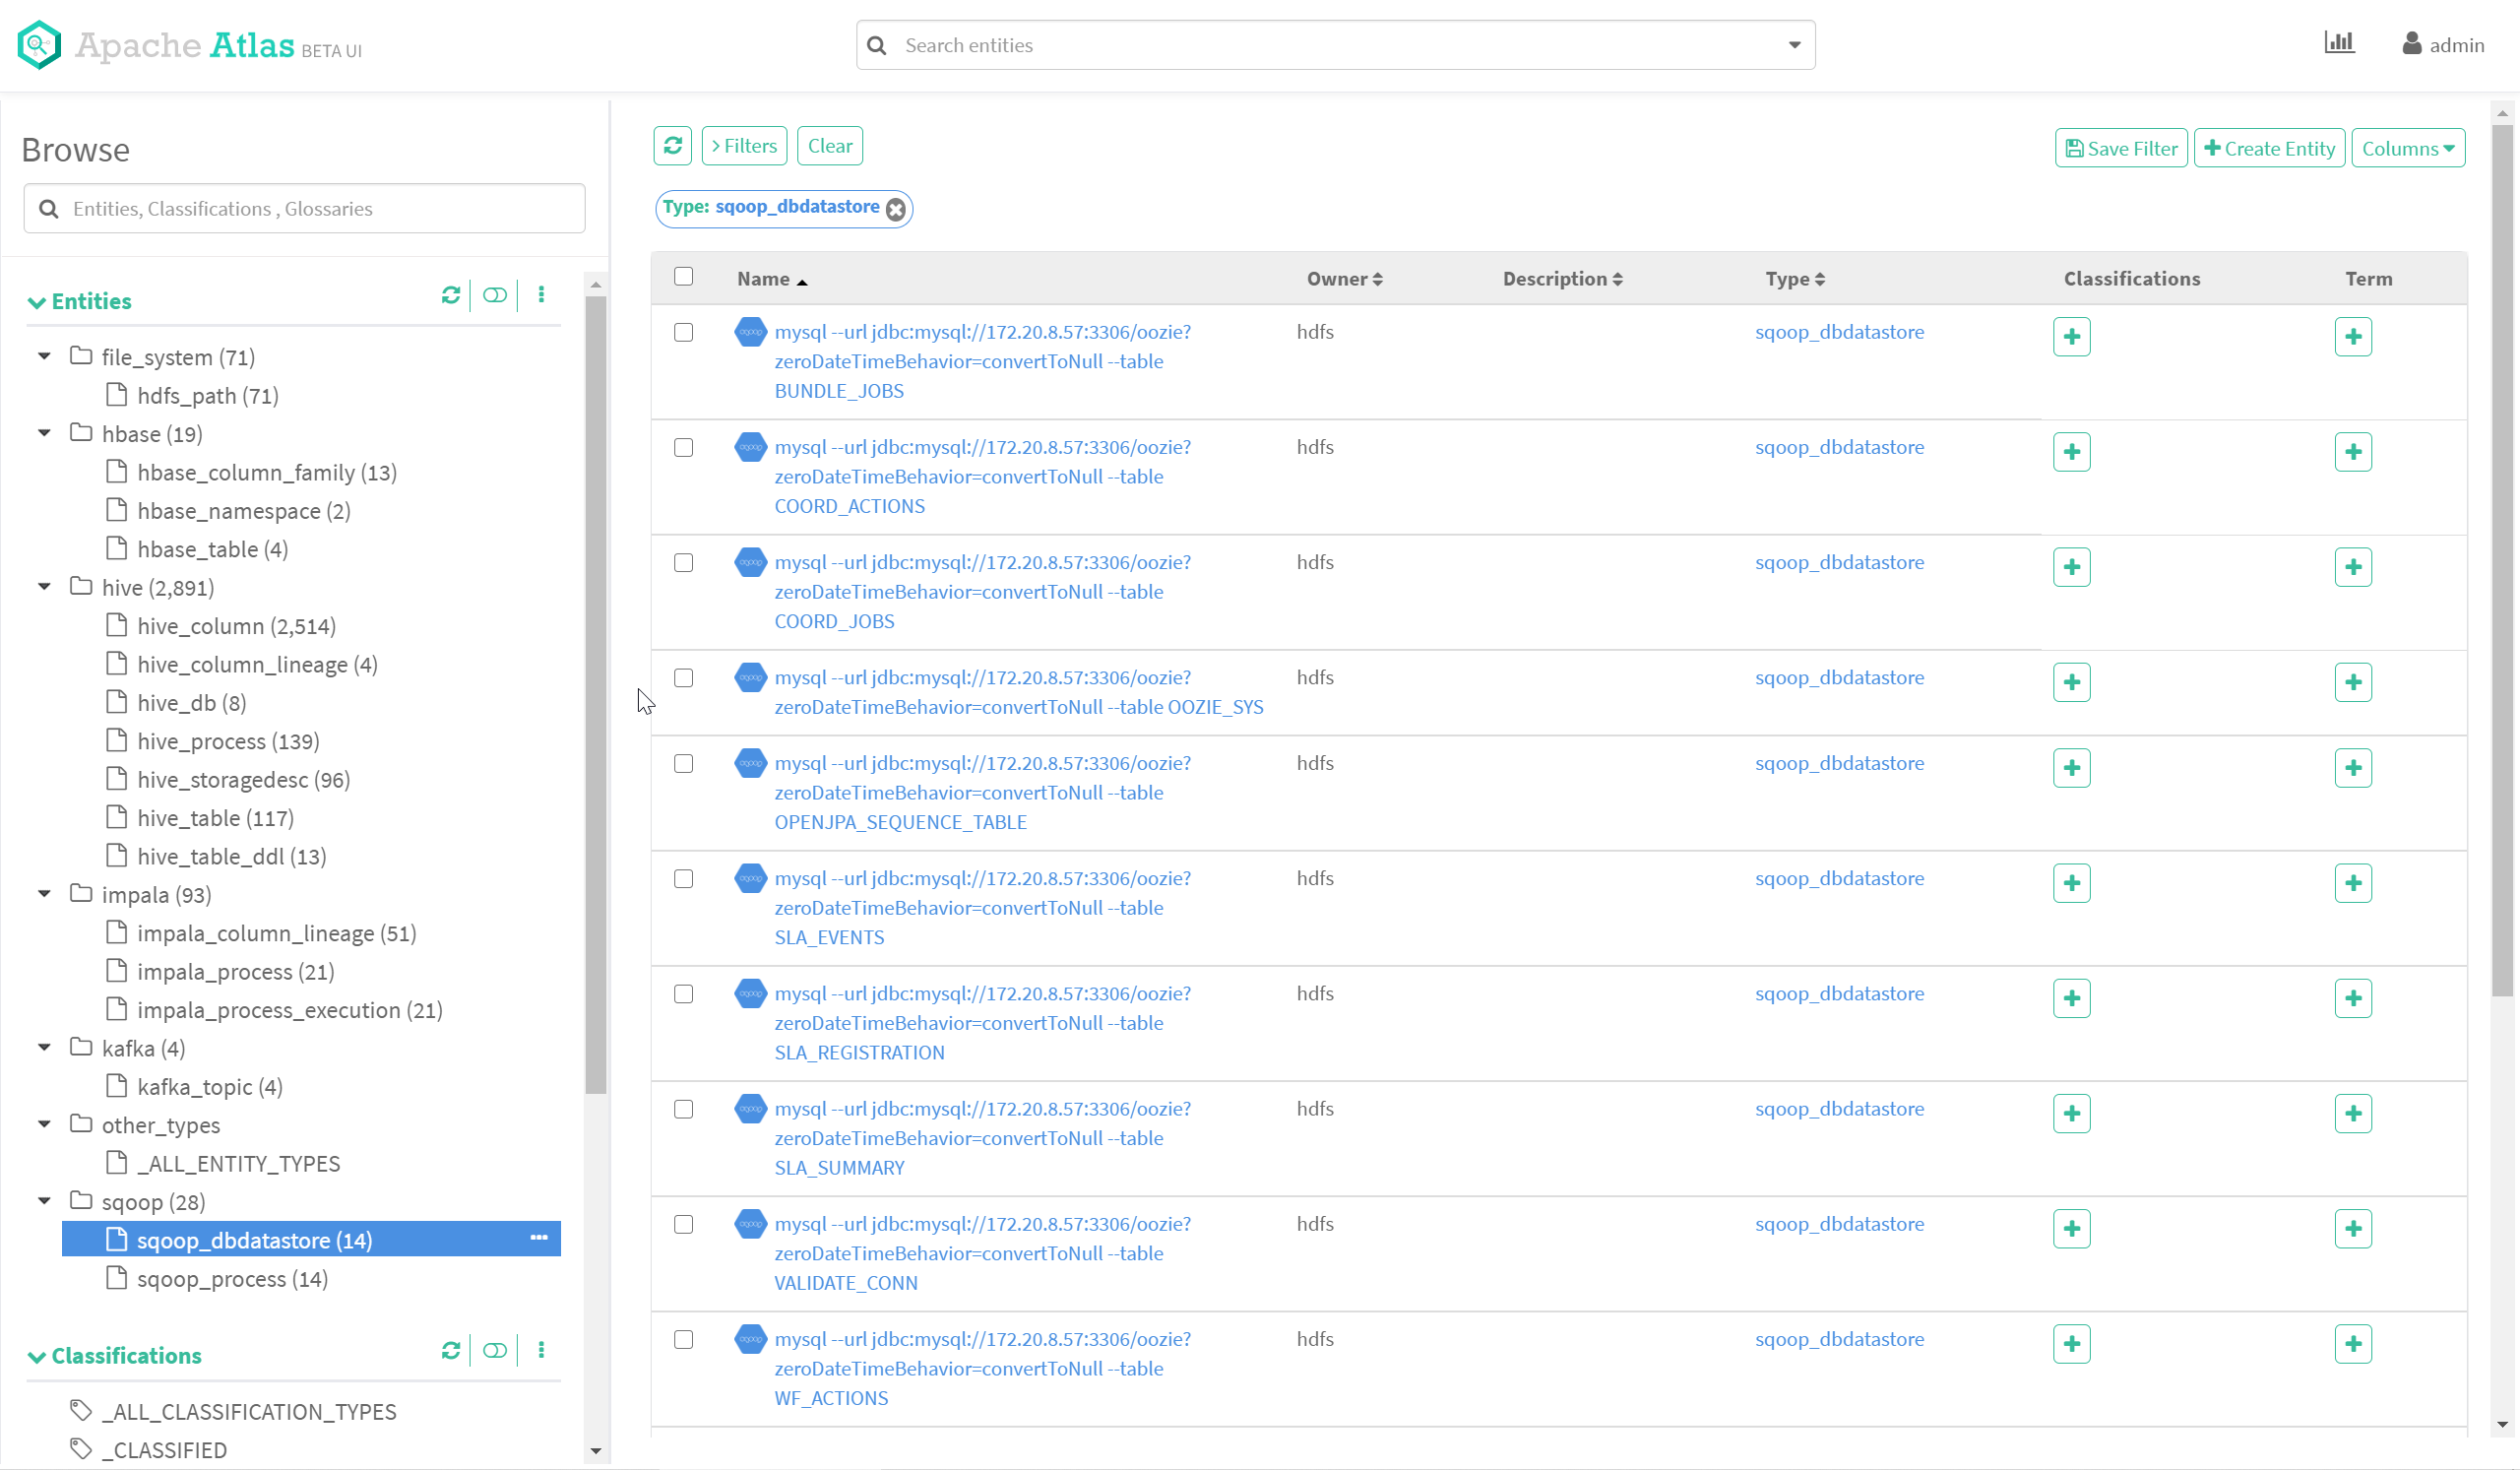 Apache Atlas BETA UI
Search entities
admin
Browse
Entities, Classifications , Glossaries
Entities
file_system (71)
hdfs_path (71)
hbase (19)
hbase_column_family (13)
hbase_namespace (2)
hbase_table (4)
hive (2,891)
hive_column (2,514)
hive_column_lineage (4)
hive_db (8)
hive_process (139)
hive_storagedesc (96)
hive_table (117)
hive_table_ddl (13)
impala (93)
impala_column_lineage (51)
impala_process (21)
impala_process_execution (21)
kafka (4)
kafka_topic (4)
other_types
_ALL_ENTITY_TYPES
sqoop (28)
sqoop_dbdatastore (14)
sqoop_process (14)
Classifications
_ALL_CLASSIFICATION_TYPES
_CLASSIFIED
> Filters Clear
Save Filter Create Entity Columns
Type: sqoop_dbdatastore
Name Owner Description Type Classifications Term
mysql --url jdbc:mysql://172.20.8.57:3306/oozie? hdfs sqoop_dbdatastore
zeroDateTimeBehavior=convertToNull --table
BUNDLE_JOBS
mysql --url jdbc:mysql://172.20.8.57:3306/oozie? hdfs sqoop_dbdatastore
zeroDateTimeBehavior=convertToNull --table
COORD_ACTIONS
mysql --url jdbc:mysql://172.20.8.57:3306/oozie? hdfs sqoop_dbdatastore
zeroDateTimeBehavior=convertToNull --table
COORD_JOBS
mysql --url jdbc:mysql://172.20.8.57:3306/oozie? hdfs sqoop_dbdatastore
zeroDateTimeBehavior=convertToNull --table OOZIE_SYS
mysql --url jdbc:mysql://172.20.8.57:3306/oozie? hdfs sqoop_dbdatastore
zeroDateTimeBehavior=convertToNull --table
OPENJPA_SEQUENCE_TABLE
mysql --url jdbc:mysql://172.20.8.57:3306/oozie? hdfs sqoop_dbdatastore
zeroDateTimeBehavior=convertToNull --table
SLA_EVENTS
mysql --url jdbc:mysql://172.20.8.57:3306/oozie? hdfs sqoop_dbdatastore
zeroDateTimeBehavior=convertToNull --table
SLA_REGISTRATION
mysql --url jdbc:mysql://172.20.8.57:3306/oozie? hdfs sqoop_dbdatastore
zeroDateTimeBehavior=convertToNull --table
SLA_SUMMARY
mysql --url jdbc:mysql://172.20.8.57:3306/oozie? hdfs sqoop_dbdatastore
zeroDateTimeBehavior=convertToNull --table
VALIDATE_CONN
mysql --url jdbc:mysql://172.20.8.57:3306/oozie? hdfs sqoop_dbdatastore
zeroDateTimeBehavior=convertToNull --table
WF_ACTIONS